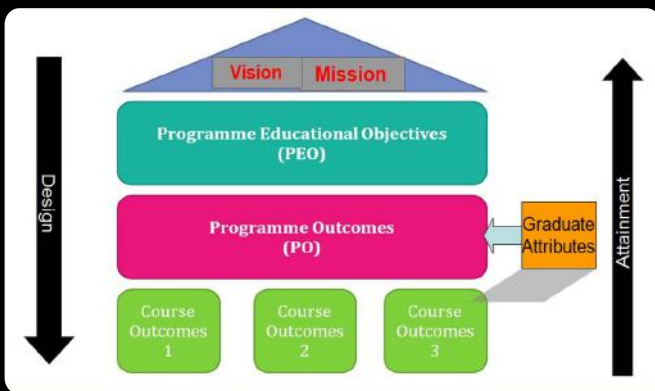 Vision Mission
Programme Educational Objectives
(PEO)
Design
Programme Outcomes
(PO)
Graduate
Attributes
Attainment
Course
Outcomes
1
Course
Outcomes
2
Course
Outcomes
3